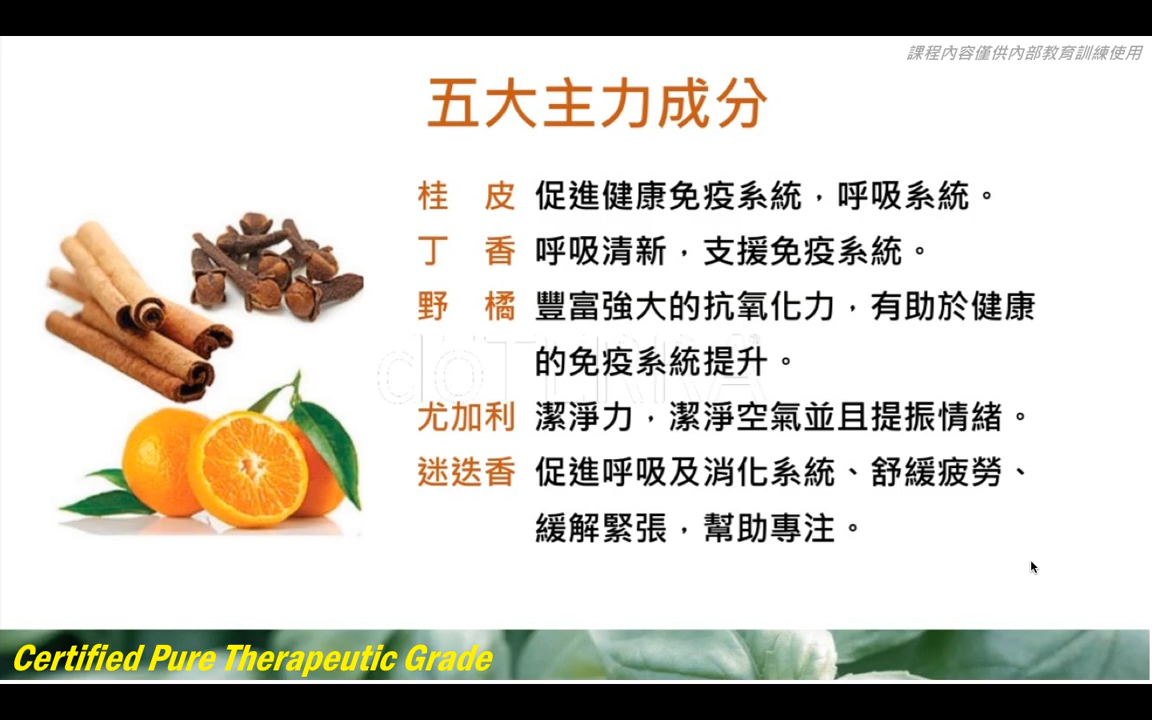 課程內容僅供內部教育訓練使用
五大主力成分
桂 皮 促進健康免疫系統，呼吸系統。
丁 香 呼吸清新，支援免疫系統。
野 橘 豐富強大的抗氧化力，有助於健康
的免疫系統提升。
尤加利 潔淨力，潔淨空氣並且提振情緒。
迷迭香 促進呼吸及消化系統、舒緩疲勞、
緩解緊張，幫助專注。
doTERRA
Certified Pure Therapeutic Grade